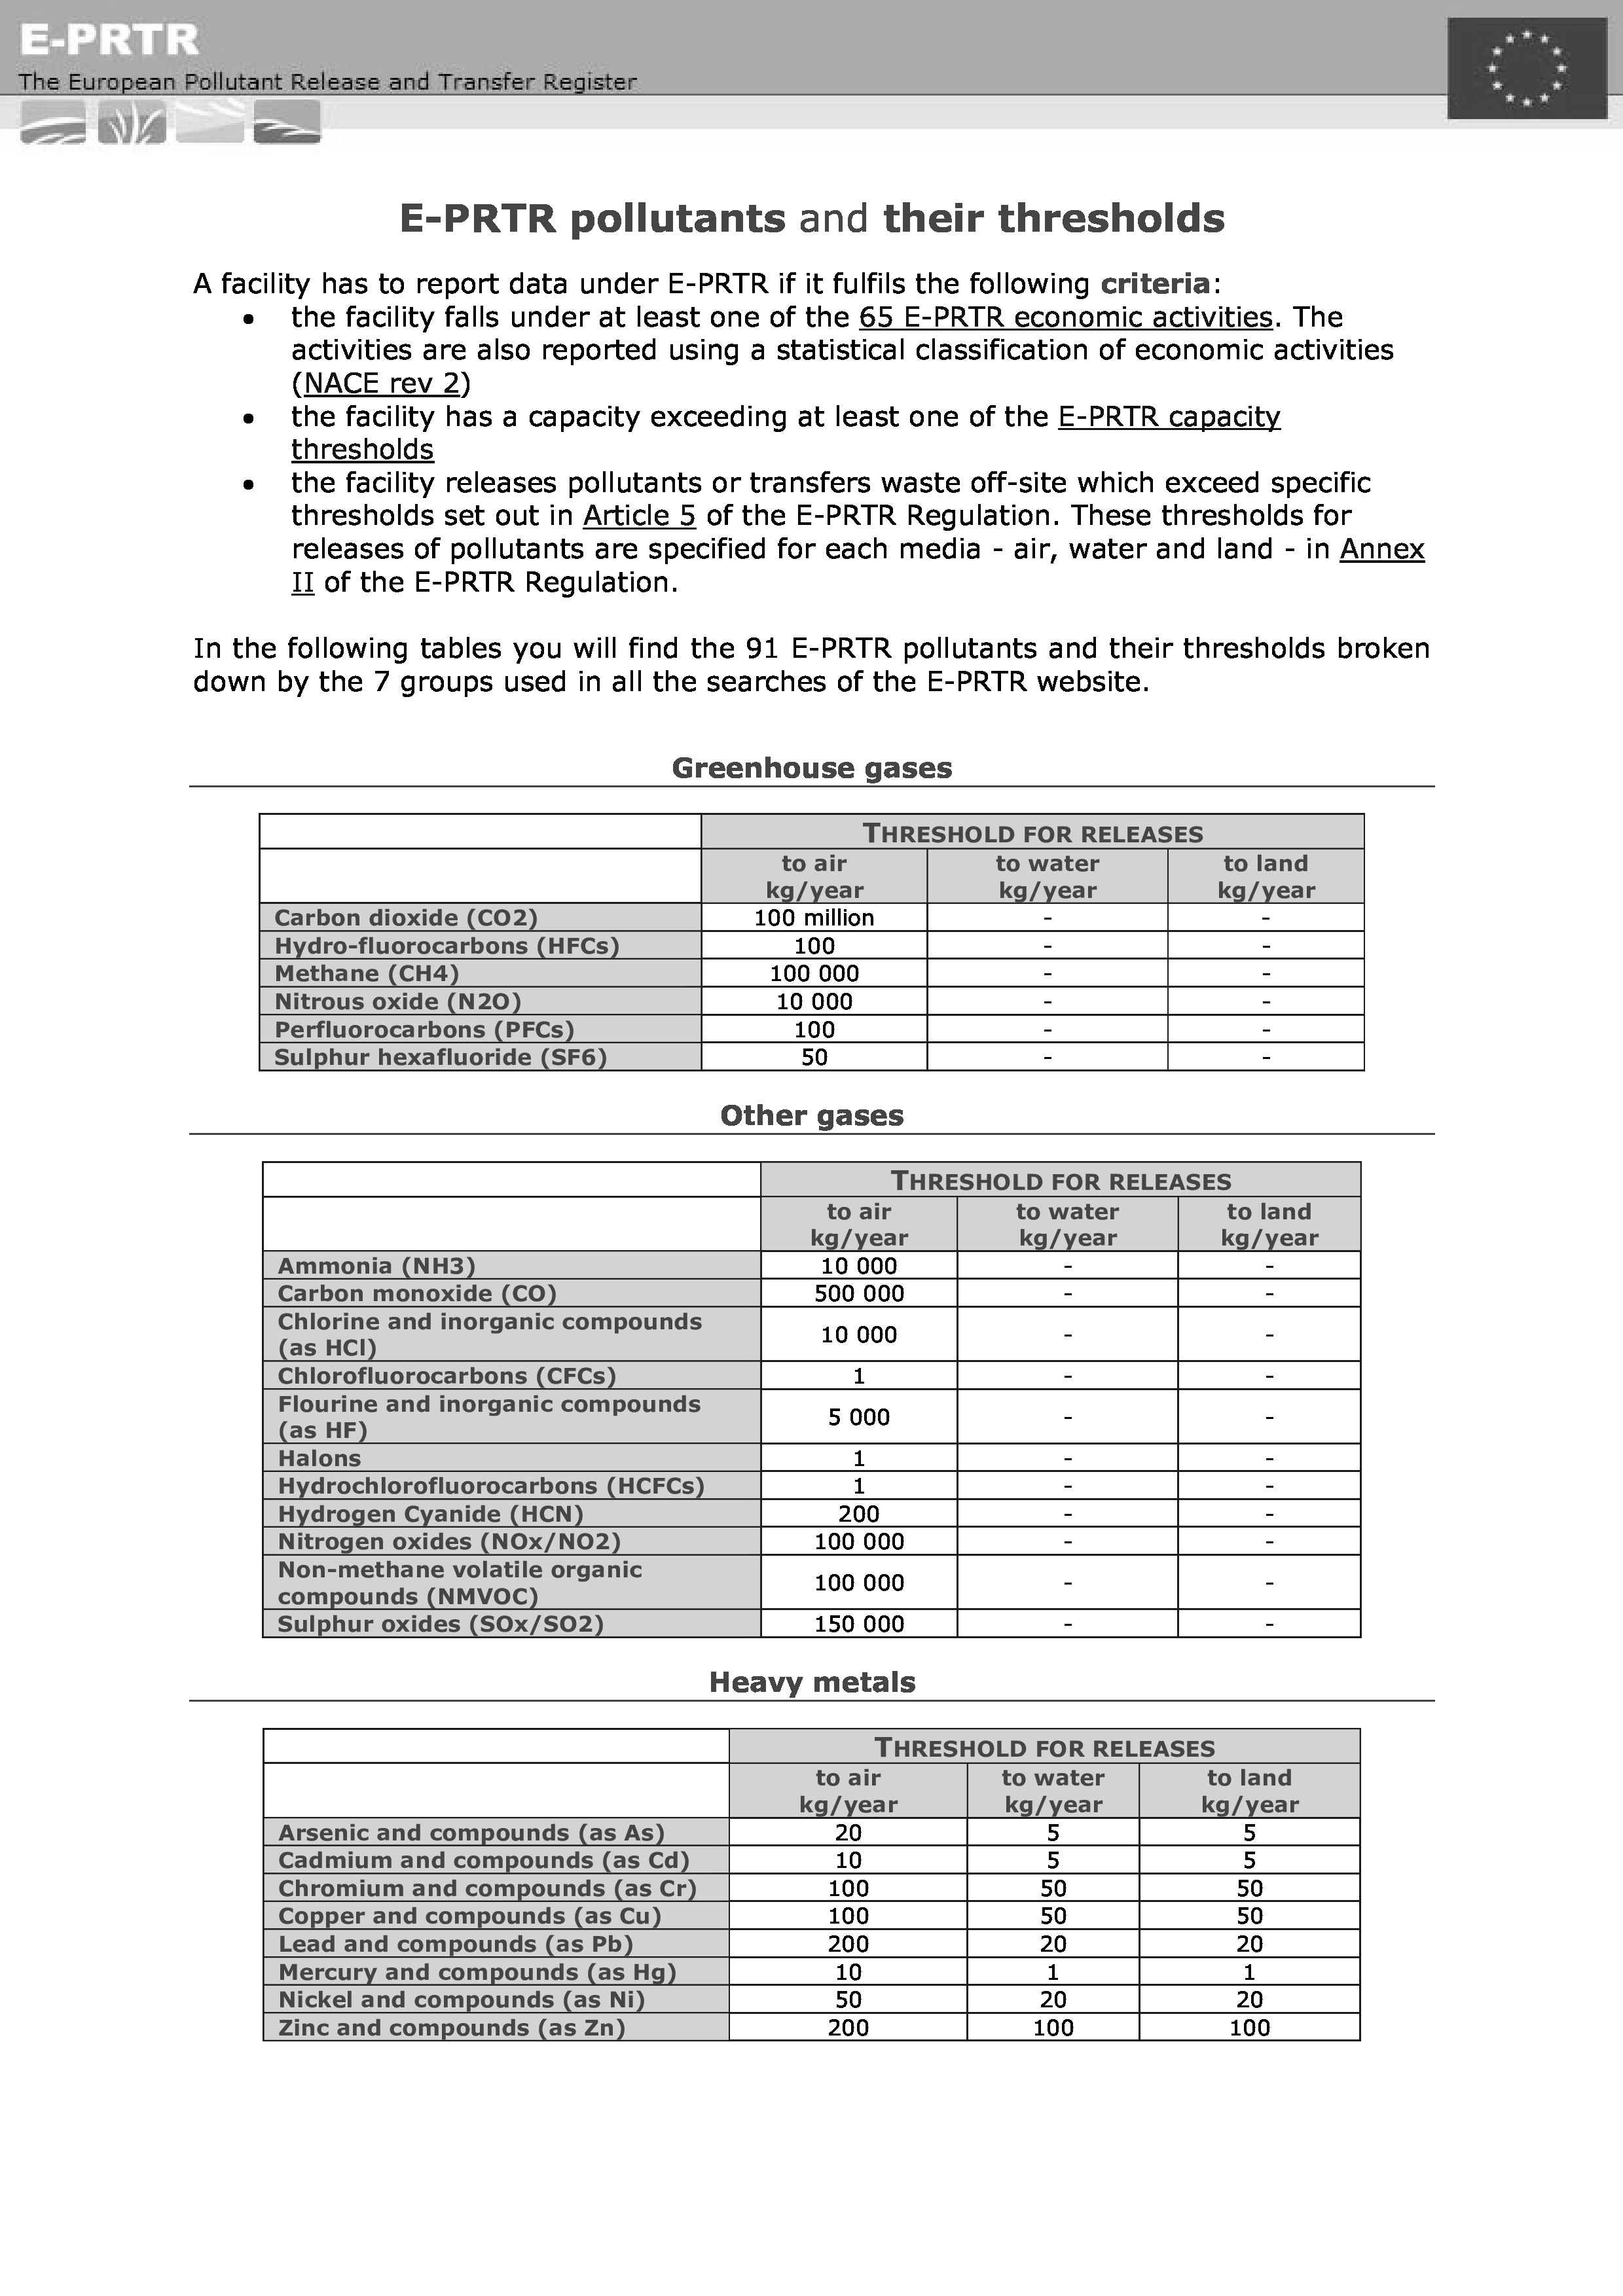 E-PRTR
The European Pollutant Release and Transfer Register
E-PRTR pollutants and their thresholds
A facility has to report data under E-PRTR if it fulfils the following criteria:
• the facility falls under at least one of the 65 E-PRTR economic activities. The
activities are also reported using a statistical classification of economic activities
(NACE rev 2)
• the facility has a capacity exceeding at least one of the E-PRTR capacity
thresholds
• the facility releases pollutants or transfers waste off-site which exceed specific
thresholds set out in Article 5 of the E-PRTR Regulation. These thresholds for
releases of pollutants are specified for each media - air, water and land - in Annex
II of the E-PRTR Regulation.
In the following tables you will find the 91 E-PRTR pollutants and their thresholds broken
down by the 7 groups used in all the searches of the E-PRTR website.
Greenhouse gases
THRESHOLD FOR RELEASES
to air to water to land
kg/year kg/year kg/year
Carbon dioxide (CO2) 100 million - -
Hydro-fluorocarbons (HFCs) 100 - -
Methane (CH4) 100 000 - -
Nitrous oxide (N2O) 10 000 - -
Perfluorocarbons (PFCs) 100 - -
Sulphur hexafluoride (SF6) 50 - -
Other gases
THRESHOLD FOR RELEASES
to air to water to land
kg/year kg/year kg/year
Ammonia (NH3) 10 000 - -
Carbon monoxide (CO) 500 000 - -
Chlorine and inorganic compounds
(as HCl) 10 000 - -
Chlorofluorocarbons (CFCs) 1 - -
Flourine and inorganic compounds
(as HF) 5 000 - -
Halons 1 - -
Hydrochlorofluorocarbons (HCFCs) 1 - -
Hydrogen Cyanide (HCN) 200 - -
Nitrogen oxides (NOx/NO2) 100 000 - -
Non-methane volatile organic
compounds (NMVOC) 100 000 - -
Sulphur oxides (SOx/SO2) 150 000 - -
Heavy metals
THRESHOLD FOR RELEASES
to air to water to land
kg/year kg/year kg/year
Arsenic and compounds (as As) 20 5 5
Cadmium and compounds (as Cd) 10 5 5
Chromium and compounds (as Cr) 100 50 50
Copper and compounds (as Cu) 100 50 50
Lead and compounds (as Pb) 200 20 20
Mercury and compounds (as Hg) 10 1 1
Nickel and compounds (as Ni) 50 20 20
Zinc and compounds (as Zn) 200 100 100